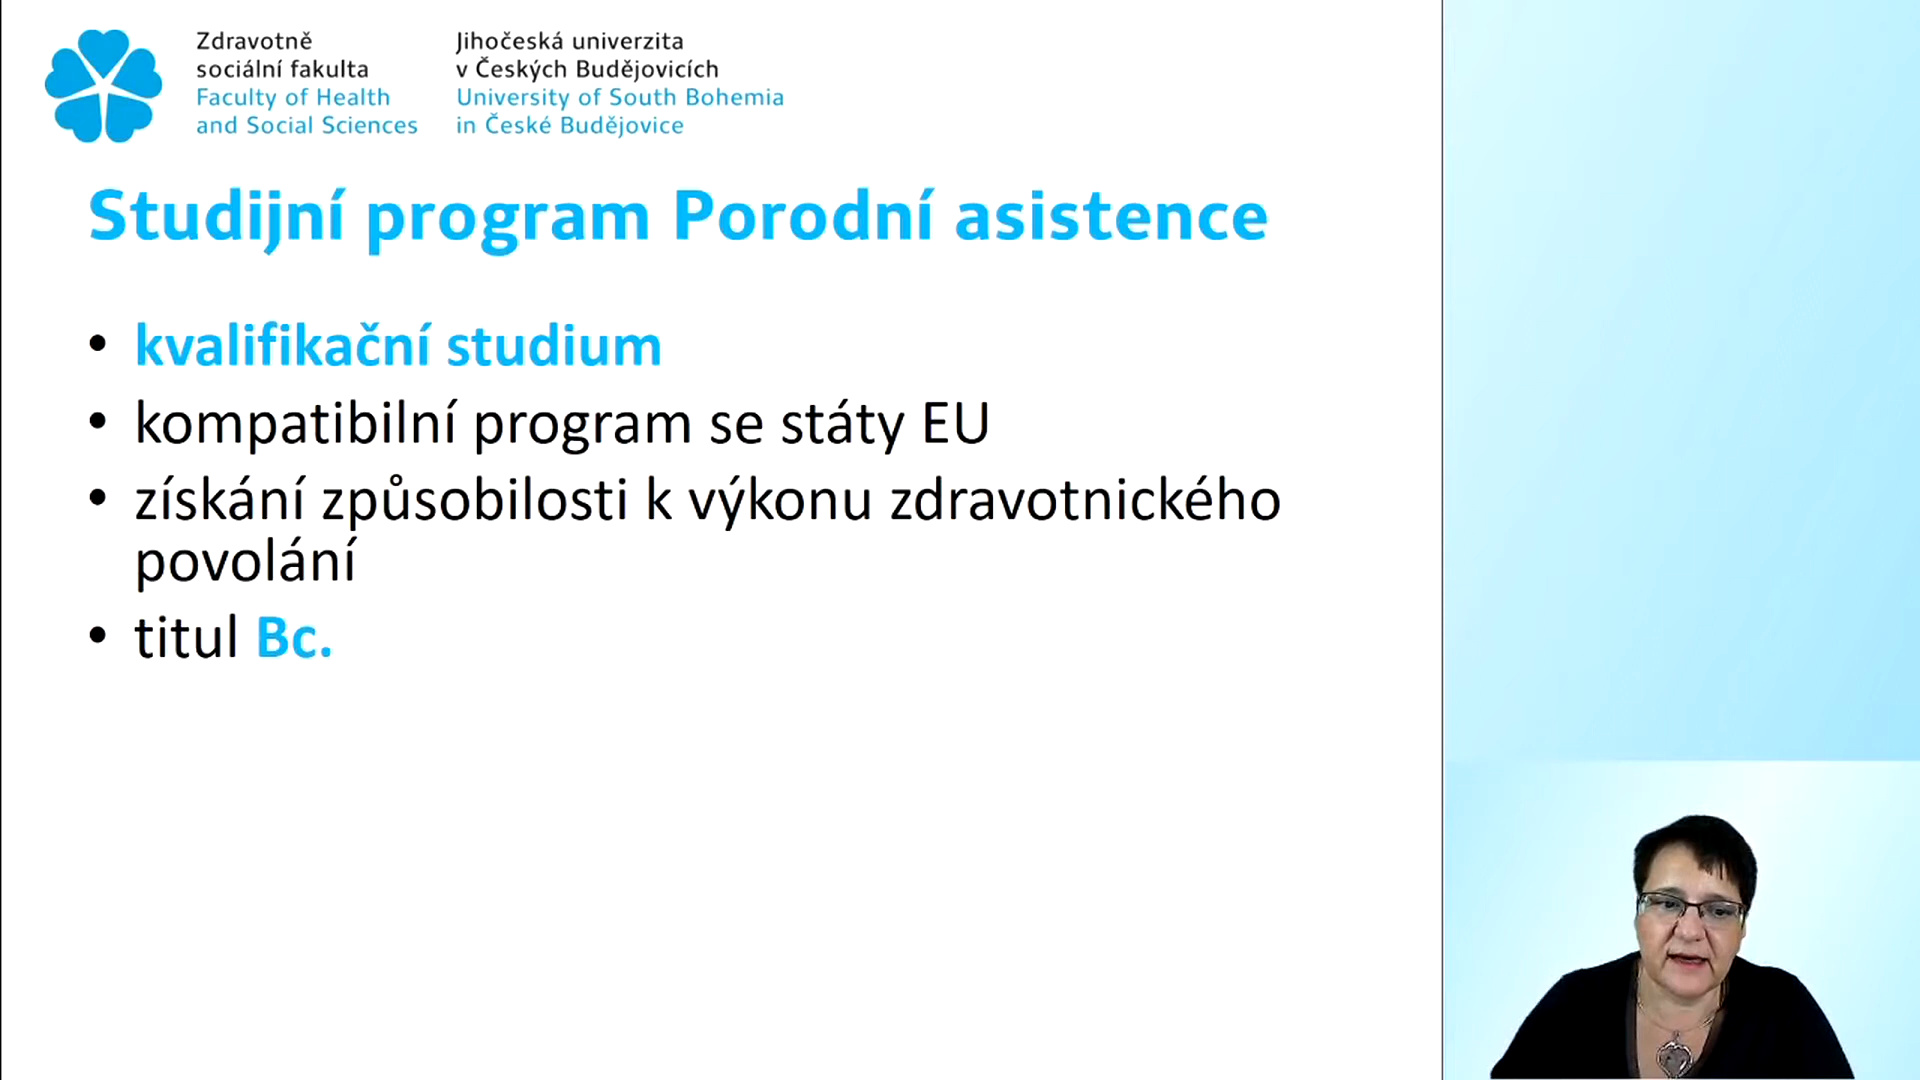 Zdravotně
sociální fakulta
Faculty of Health
and Social Sciences
Jihočeská univerzita
v Českých Budějovicích
University of South Bohemia
in České Budějovice
Studijní program Porodní asistence
• kvalifikační studium
• kompatibilní program se státy EU
• získání způsobilosti k výkonu zdravotnického
povolání
• titul Bc.